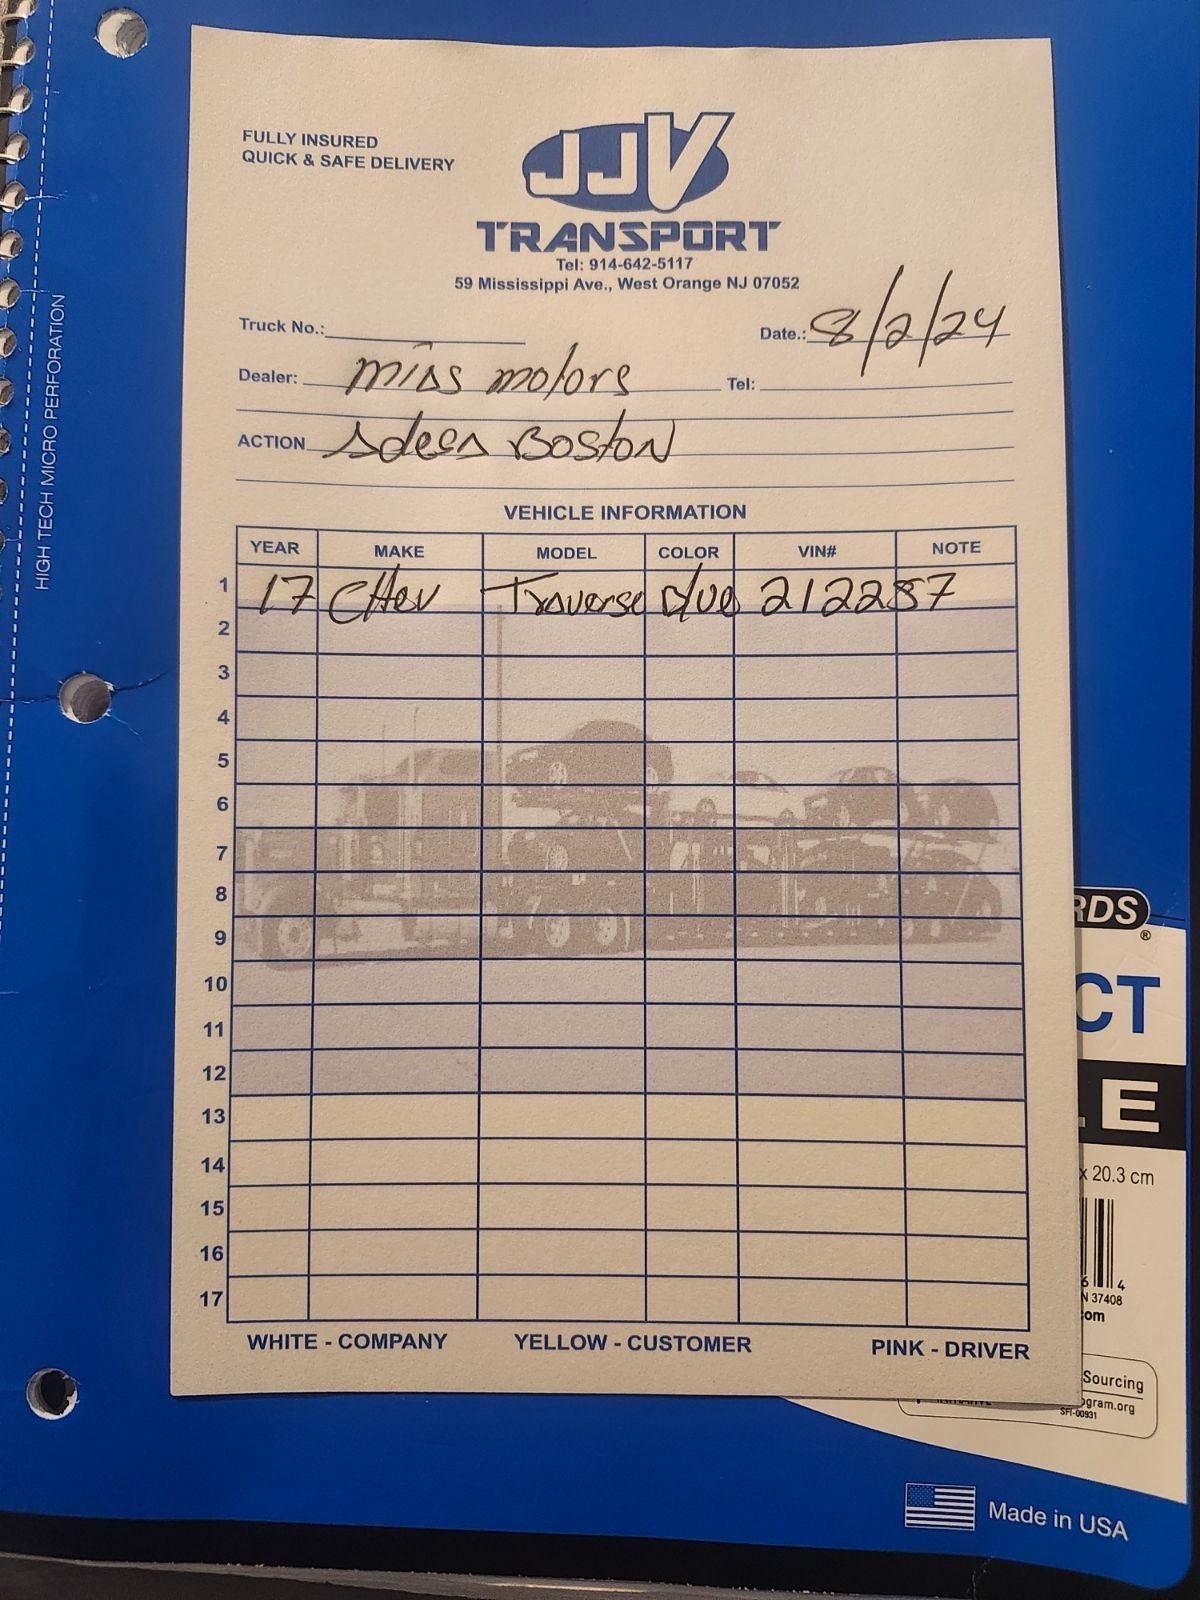 HIGH TECH MICRO PERFORATION
FULLY INSURED
QUICK & SAFE DELIVERY
JJV
TRANSPORT
Tel: 914-642-5117
59 Mississippi Ave., West Orange NJ 07052
Truck No.:
Date.: 8/2/24
Dealer: mias motors Tel:
ACTION Adesa Boston
VEHICLE INFORMATION
YEAR MAKE MODEL COLOR VIN# NOTE
1 17 CHev Traverse blue 212287
2
3
4
5
6
7
8
9
10
11
12
13
14
15
16
17
WHITE - COMPANY YELLOW - CUSTOMER PINK - DRIVER
RDS®
CT
E
x 20.3 cm
6 4
N 37408
.com
Sourcing
ogram.org
SFI-00931
Made in USA